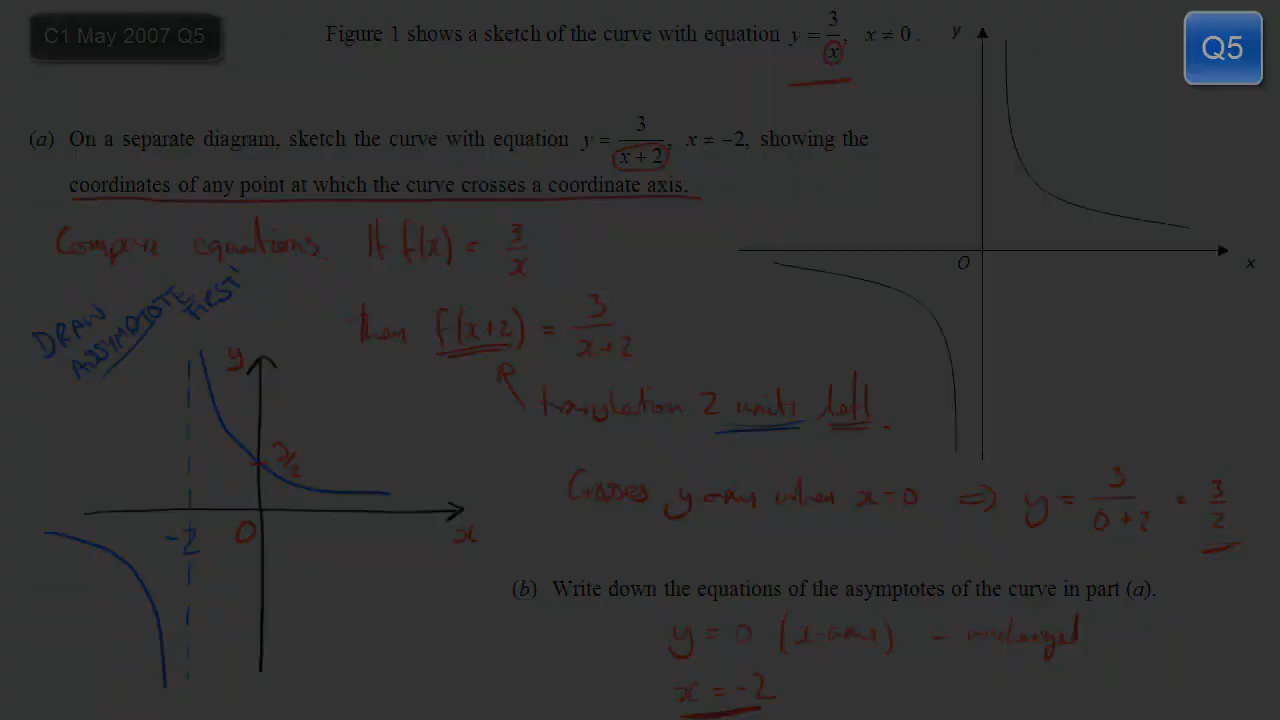 C1 May 2007 Q5
Figure 1 shows a sketch of the curve with equation y = 3/x, x ≠ 0.
Q5
y
x
O
(a) On a separate diagram, sketch the curve with equation y = 3/(x + 2), x ≠ −2, showing the
coordinates of any point at which the curve crosses a coordinate axis.
Compare equations. If f(x) = 3/x
then f(x+2) = 3/(x+2)
translation 2 units left.
DRAW
ASSYMPTOTE
FIRST!
y
3/2
-2
0
x
Crosses y-axis when x=0 ⇒ y = 3/(0+2) = 3/2
(b) Write down the equations of the asymptotes of the curve in part (a).
y = 0 (x-axis) - unchanged
x = -2